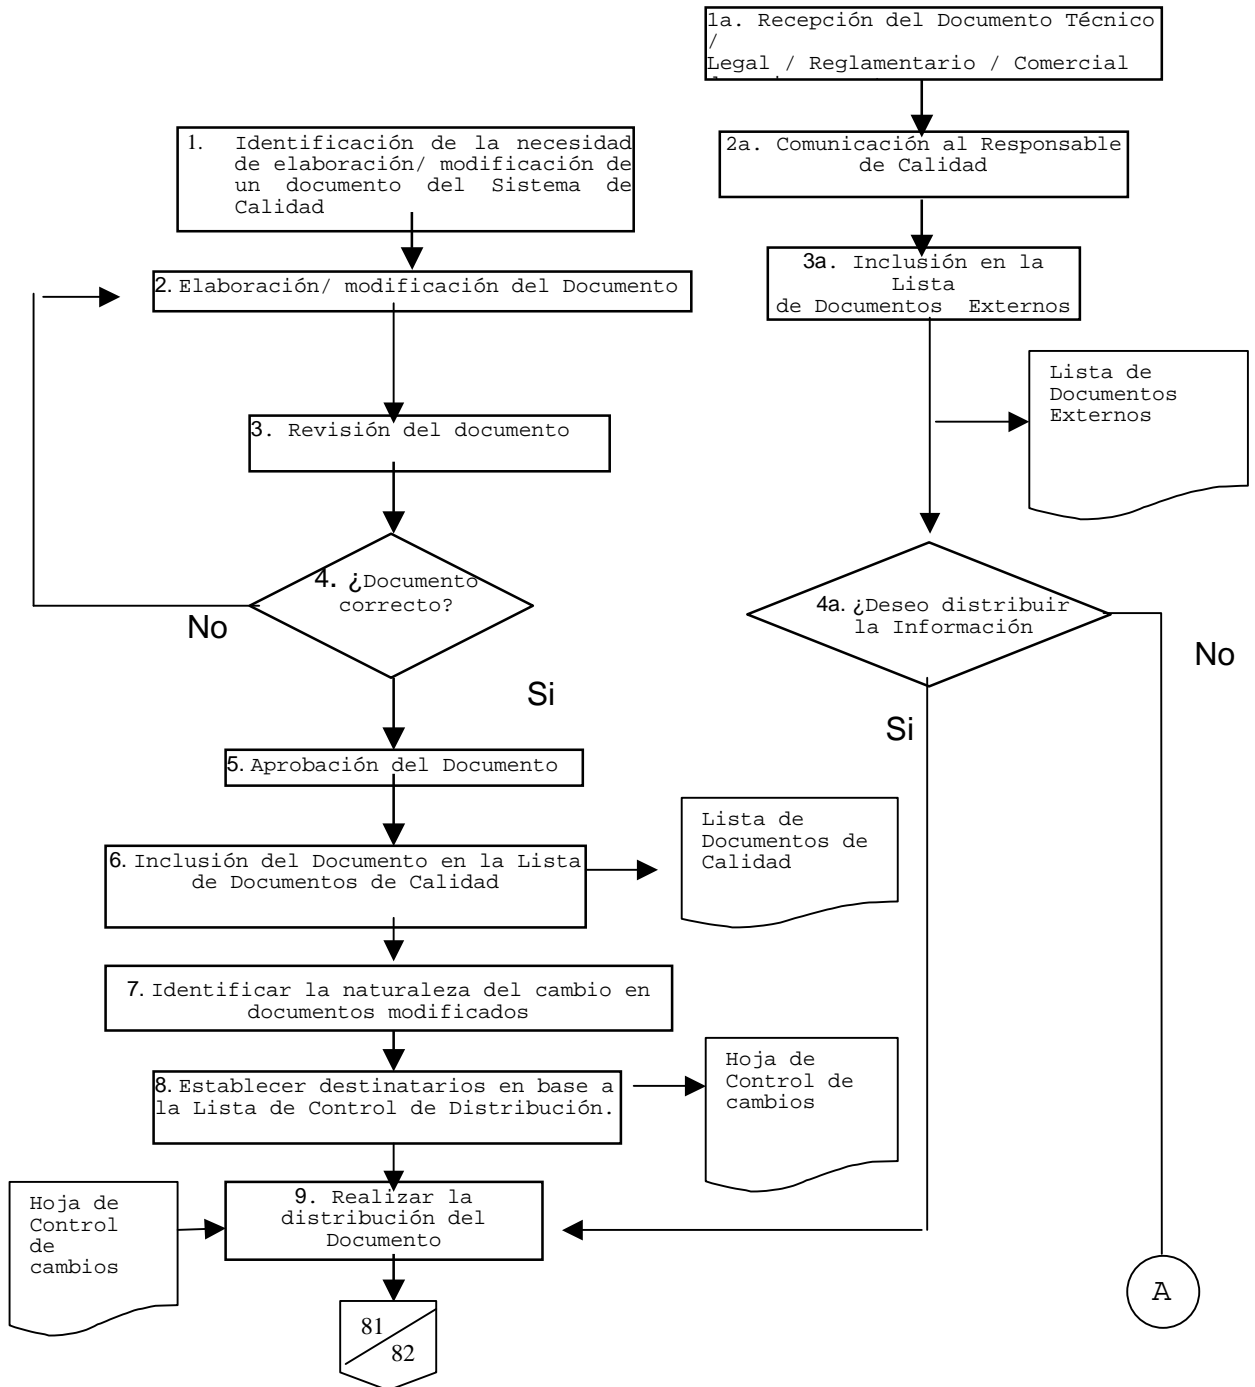 1a. Recepción del Documento Técnico
/
Legal / Reglamentario / Comercial
1. Identificación de la necesidad
de elaboración/ modificación de
un documento del Sistema de
Calidad
2a. Comunicación al Responsable
de Calidad
2. Elaboración/ modificación del Documento
3a. Inclusión en la
Lista
de Documentos Externos
Lista de
Documentos
Externos
3. Revisión del documento
4. ¿Documento
correcto?
No
Si
4a. ¿Deseo distribuir
la Información
No
Si
5. Aprobación del Documento
6. Inclusión del Documento en la Lista
de Documentos de Calidad
Lista de
Documentos de
Calidad
7. Identificar la naturaleza del cambio en
documentos modificados
8. Establecer destinatarios en base a
la Lista de Control de Distribución.
Hoja de
Control de
cambios
Hoja de
Control
de
cambios
9. Realizar la
distribución del
Documento
A
81
82